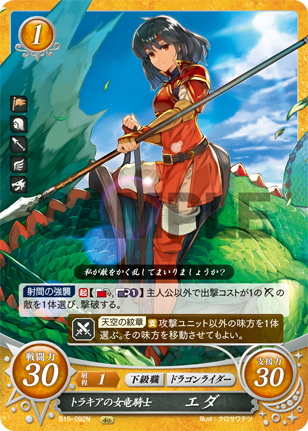 1
私が敵をかく乱してまいりましょうか？
射間の強襲 起 [1] 主人公以外で出撃コストが1の
敵を1体選び、撃破する。
天空の紋章 支 攻撃ユニット以外の味方を1体
選ぶ。その味方を移動させてもよい。
戦闘力
30
射程 1
下級職
ドラゴンライダー
支援力
30
トラキアの女竜騎士 エダ
B15-092N
Illust：クロサワテツ